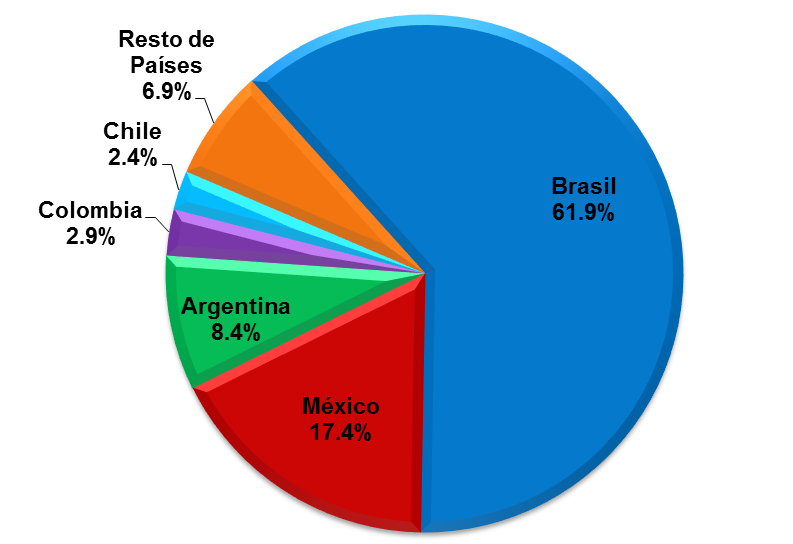 Resto de
Países
6.9%
Chile
2.4%
Colombia
2.9%
Argentina
8.4%
México
17.4%
Brasil
61.9%